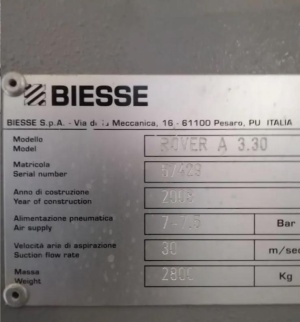 BIESSE
BIESSE S.p.A. - Via della Meccanica, 16 - 61100 Pesaro, PU ITALIA
Modello
Model
ROVER A 3.30
Matricola
Serial number
Anno di costruzione
Year of construction
Alimentazione pneumatica
Air supply
Bar
Velocità arie di aspirazione
Suction flow rate
30
m/sec
Massa
Weight
2800
Kg